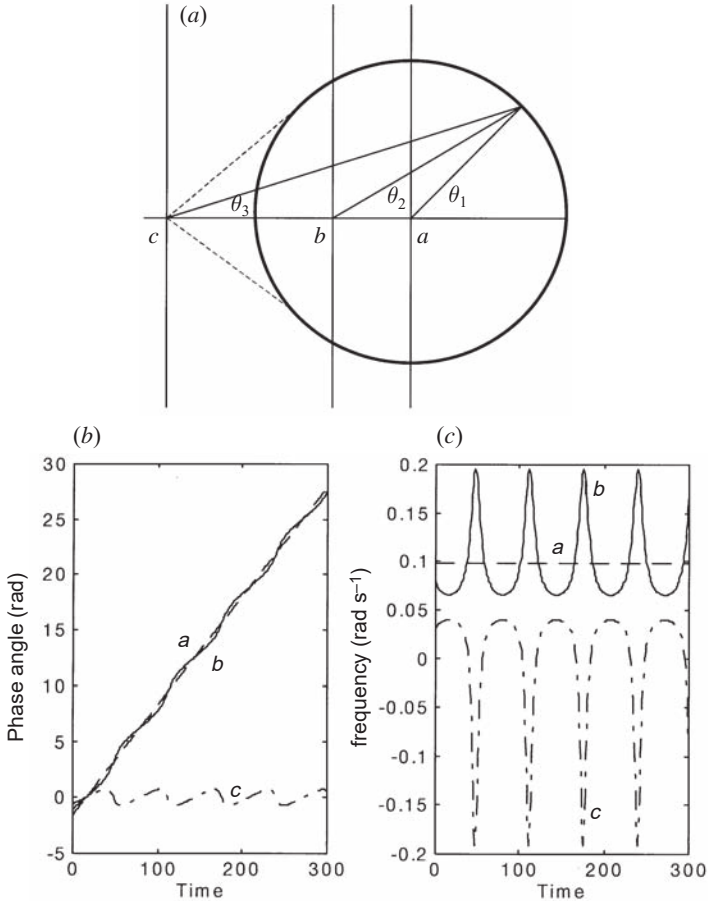 (a)
θ₃
θ₂
θ₁
c
b
a
(b)
Phase angle (rad)
30
25
20
15
10
5
0
-5
a
b
c
0
100
200
300
Time
(c)
frequency (rad s⁻¹)
0.2
0.15
0.1
0.05
0
-0.05
-0.1
-0.15
-0.2
b
a
c
0
100
200
300
Time